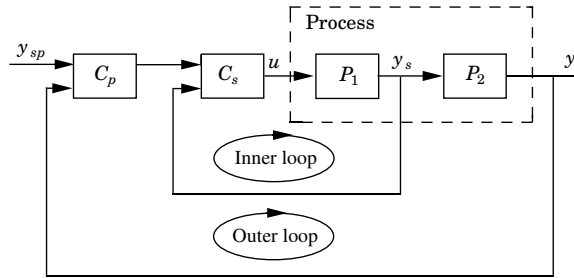 Process
y_sp
C_p
C_s
u
P_1
y_s
P_2
y
Inner loop
Outer loop